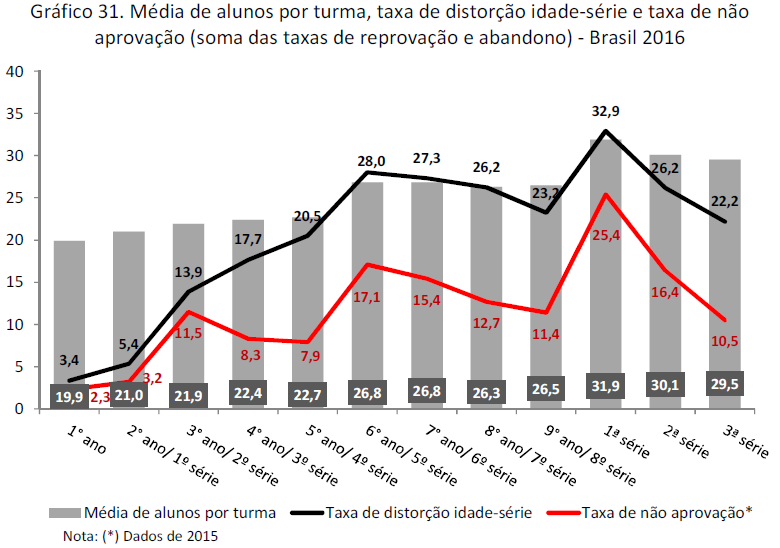 Gráfico 31. Média de alunos por turma, taxa de distorção idade-série e taxa de não
aprovação (soma das taxas de reprovação e abandono) - Brasil 2016
40
35
30
25
20
15
10
5
0
3,4
5,4
13,9
17,7
20,5
28,0
27,3
26,2
23,2
32,9
26,2
22,2
2,3
3,2
11,5
8,3
7,9
17,1
15,4
12,7
11,4
25,4
16,4
10,5
19,9
21,0
21,9
22,4
22,7
26,8
26,8
26,3
26,5
31,9
30,1
29,5
1° ano
2° ano/ 1º série
3° ano/ 2º série
4° ano/ 3º série
5° ano/ 4º série
6° ano/ 5º série
7° ano/ 6º série
8° ano/ 7º série
9° ano/ 8º série
1ª série
2ª série
3ª série
Média de alunos por turma
Taxa de distorção idade-série
Taxa de não aprovação*
Nota: (*) Dados de 2015